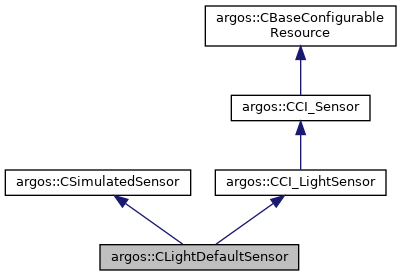 argos::CBaseConfigurable
Resource
argos::CCI_Sensor
argos::CSimulatedSensor
argos::CCI_LightSensor
argos::CLightDefaultSensor